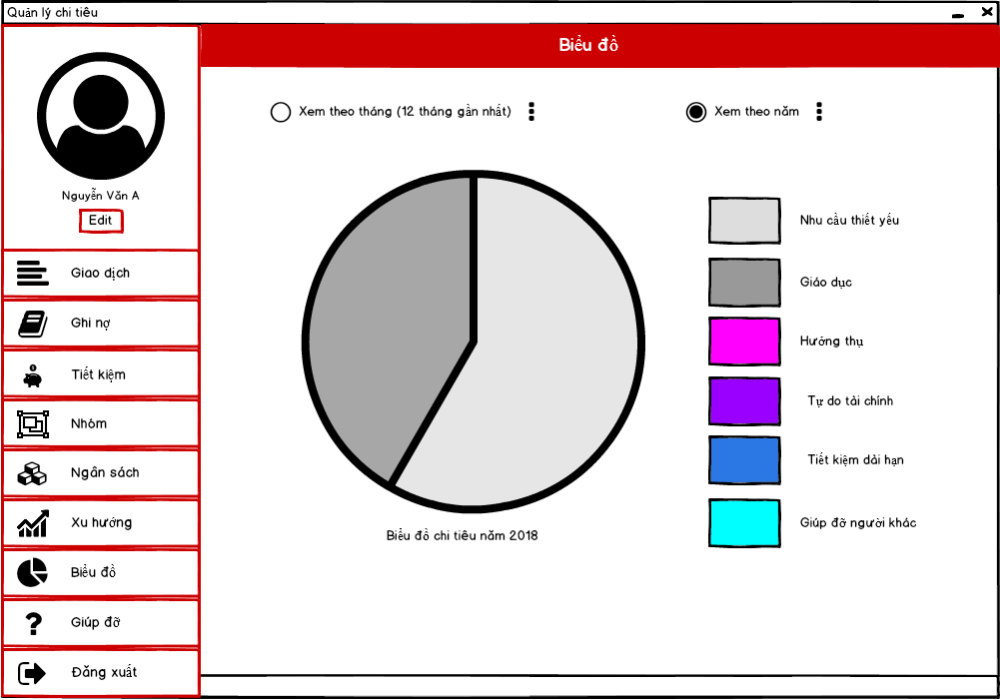 Quản lý chi tiêu
Biểu đồ
Nguyễn Văn A
Edit
Giao dịch
Ghi nợ
Tiết kiệm
Nhóm
Ngân sách
Xu hướng
Biểu đồ
Giúp đỡ
Đăng xuất
Xem theo tháng (12 tháng gần nhất)
Xem theo năm
Biểu đồ chi tiêu năm 2018
Nhu cầu thiết yếu
Giáo dục
Hưởng thụ
Tự do tài chính
Tiết kiệm dài hạn
Giúp đỡ người khác